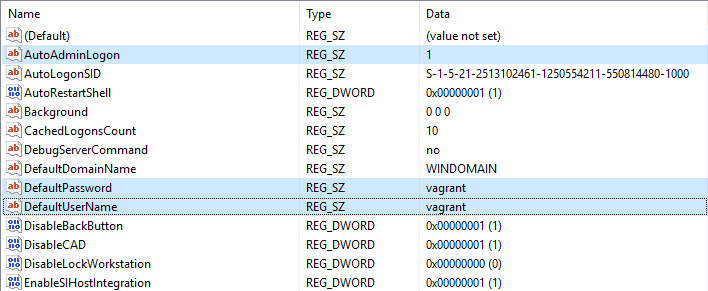 Name Type Data
(Default) REG_SZ (value not set)
AutoAdminLogon REG_SZ 1
AutoLogonSID REG_SZ S-1-5-21-2513102461-1250554211-550814480-1000
AutoRestartShell REG_DWORD 0x00000001 (1)
Background REG_SZ 0 0 0
CachedLogonsCount REG_SZ 10
DebugServerCommand REG_SZ no
DefaultDomainName REG_SZ WINDOMAIN
DefaultPassword REG_SZ vagrant
DefaultUserName REG_SZ vagrant
DisableBackButton REG_DWORD 0x00000001 (1)
DisableCAD REG_DWORD 0x00000001 (1)
DisableLockWorkstation REG_DWORD 0x00000000 (0)
EnableSIHostIntegration REG_DWORD 0x00000001 (1)